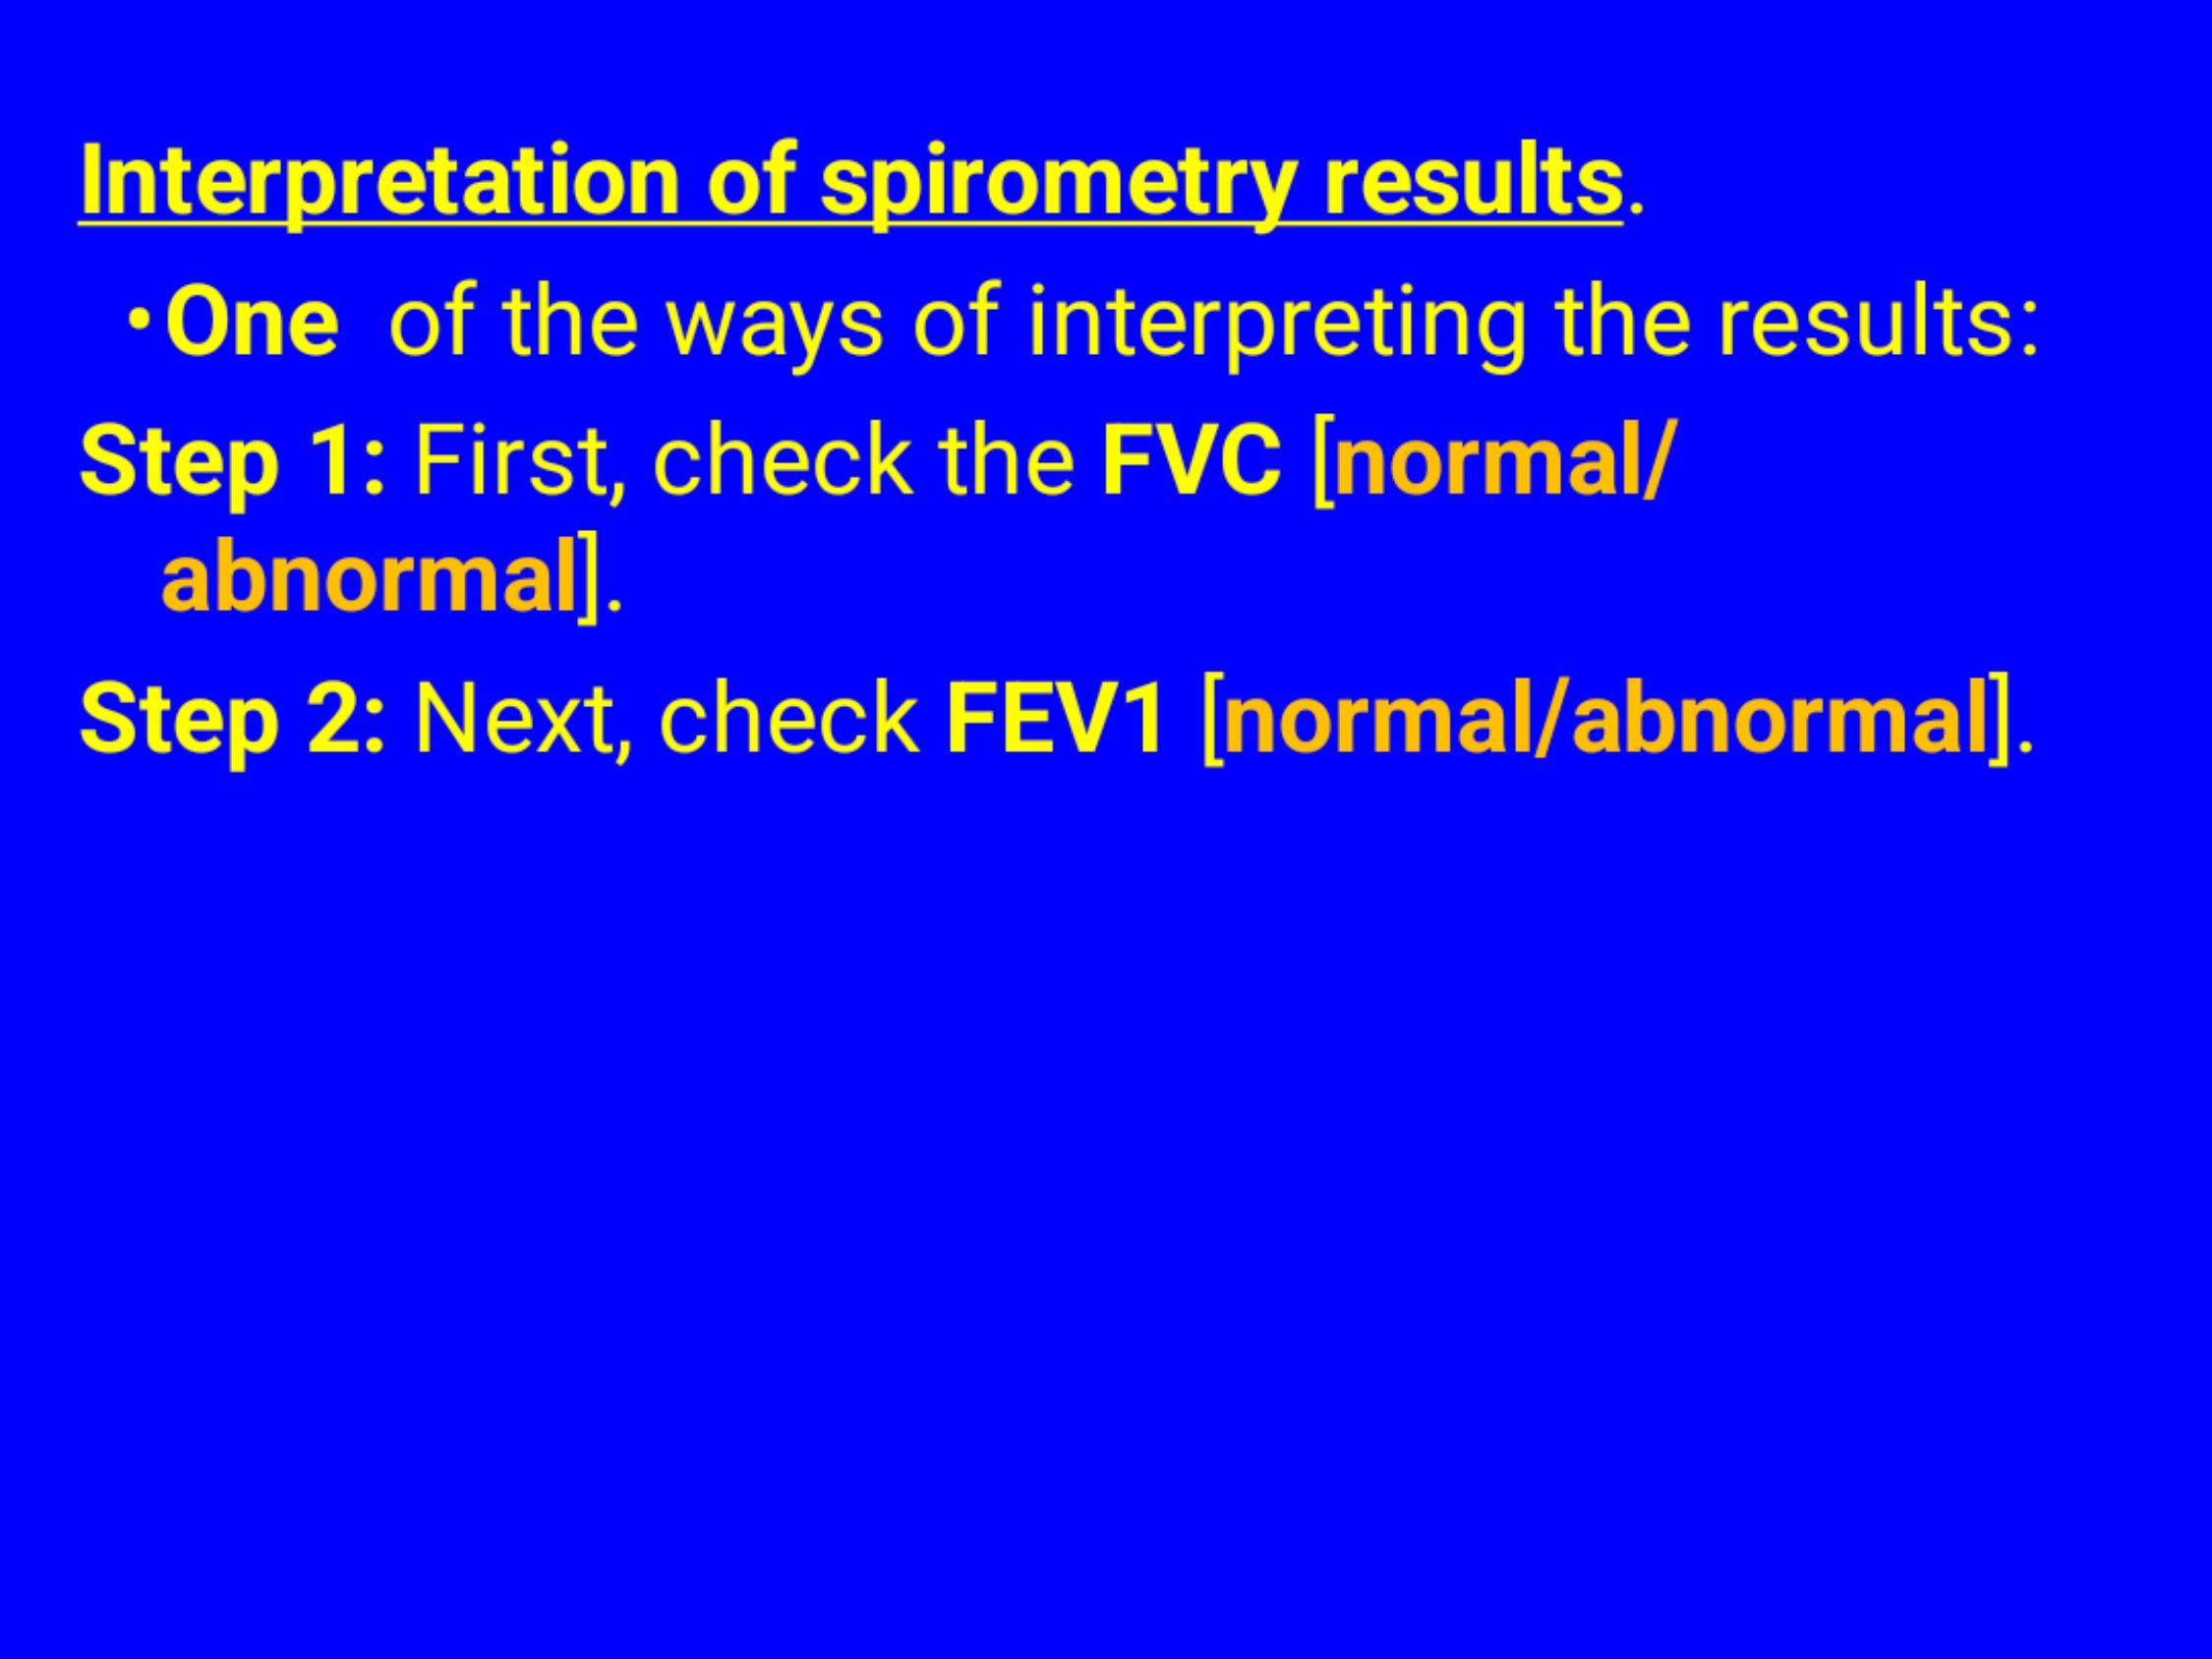 Interpretation of spirometry results.
•One  of the ways of interpreting the results:
Step 1: First, check the FVC [normal/
abnormal].
Step 2: Next, check FEV1 [normal/abnormal].